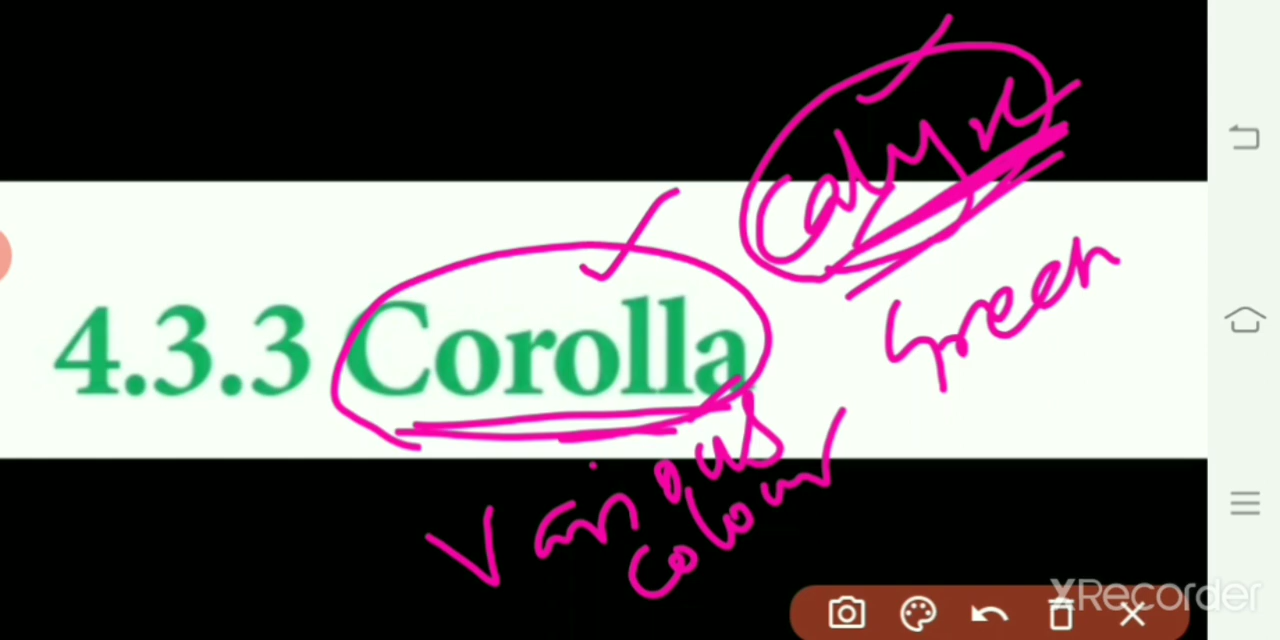 Calyx
Green
4.3.3 Corolla
Various
colour
XRecorder